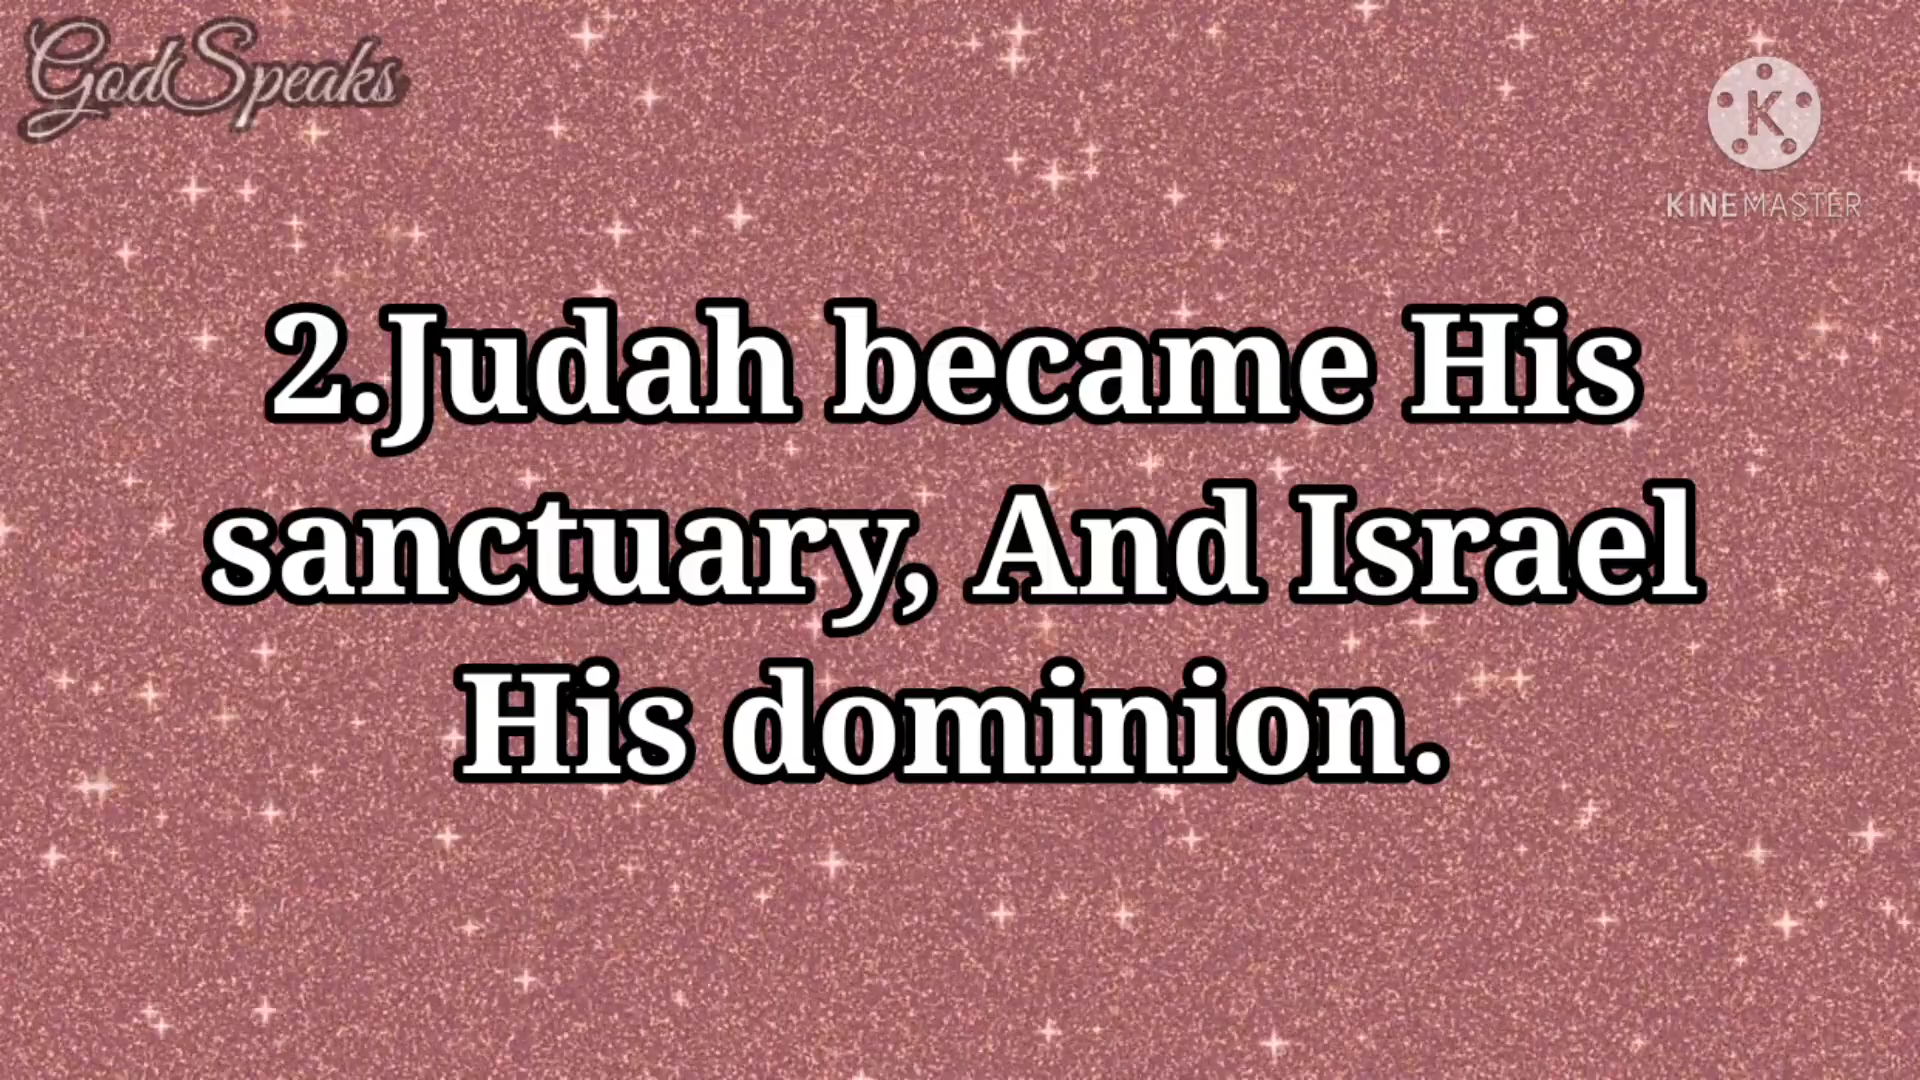 GodSpeaks
K
KINEMASTER
2.Judah became His
sanctuary, And Israel
His dominion.